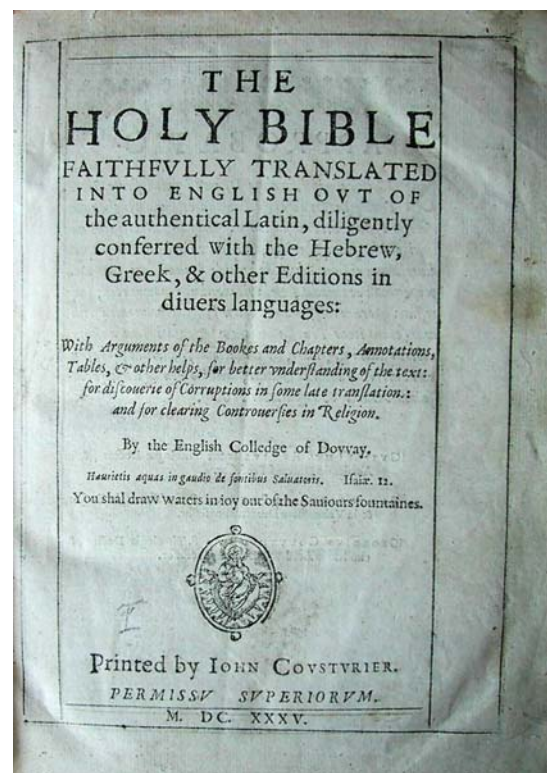 THE
HOLY BIBLE
FAITHFVLLY TRANSLATED
INTO ENGLISH OVT OF
the authentical Latin, diligently
conferred with the Hebrew,
Greek, & other Editions in
diuers languages:
With Arguments of the Bookes and Chapters, Annotations,
Tables, & other helps, for better vnderſtanding of the text:
for diſcouerie of Corruptions in ſome late tranſlation.:
and for clearing Controuerſies in Religion.
By the Engliſh Colledge of Dovvay.
Haurietis aquas in gaudio de fontibus Saluatoris. Iſaiæ. 12.
You shal draw waters in ioy out of the Sauiours fountaines.
Printed by IOHN COVSTVRIER.
PERMISSV SVPERIORVM.
M. DC. XXXV.